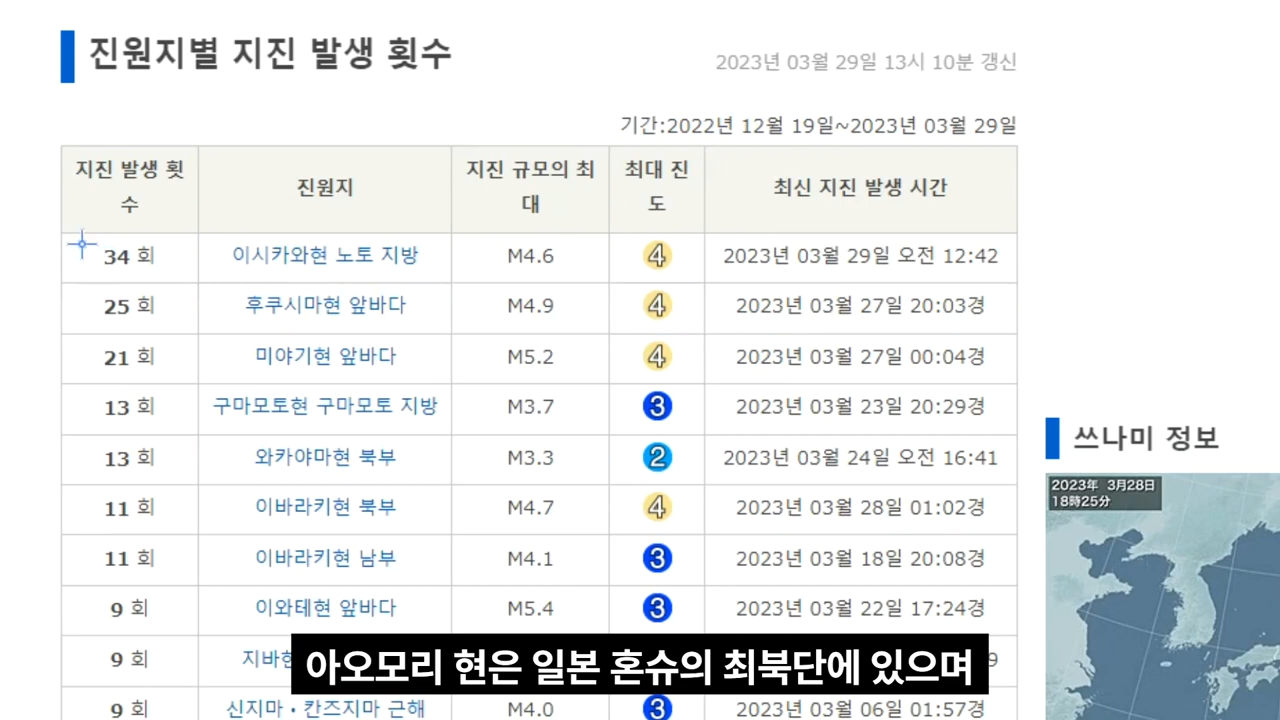 진원지별 지진 발생 횟수
2023년 03월 29일 13시 10분 갱신
기간:2022년 12월 19일~2023년 03월 29일
지진 발생 횟수 진원지 지진 규모의 최대 최대 진도 최신 지진 발생 시간
34 회 이시카와현 노토 지방 M4.6 4 2023년 03월 29일 오전 12:42
25 회 후쿠시마현 앞바다 M4.9 4 2023년 03월 27일 20:03경
21 회 미야기현 앞바다 M5.2 4 2023년 03월 27일 00:04경
13 회 구마모토현 구마모토 지방 M3.7 3 2023년 03월 23일 20:29경
13 회 와카야마현 북부 M3.3 2 2023년 03월 24일 오전 16:41
11 회 이바라키현 북부 M4.7 4 2023년 03월 28일 01:02경
11 회 이바라키현 남부 M4.1 3 2023년 03월 18일 20:08경
9 회 이와테현 앞바다 M5.4 3 2023년 03월 22일 17:24경
9 회
아오모리 현은 일본 혼슈의 최북단에 있으며
9 회 신지마・칸즈지마 근해 M4.0 3 2023년 03월 06일 01:57경
쓰나미 정보
2023年 3月28日
18時25分